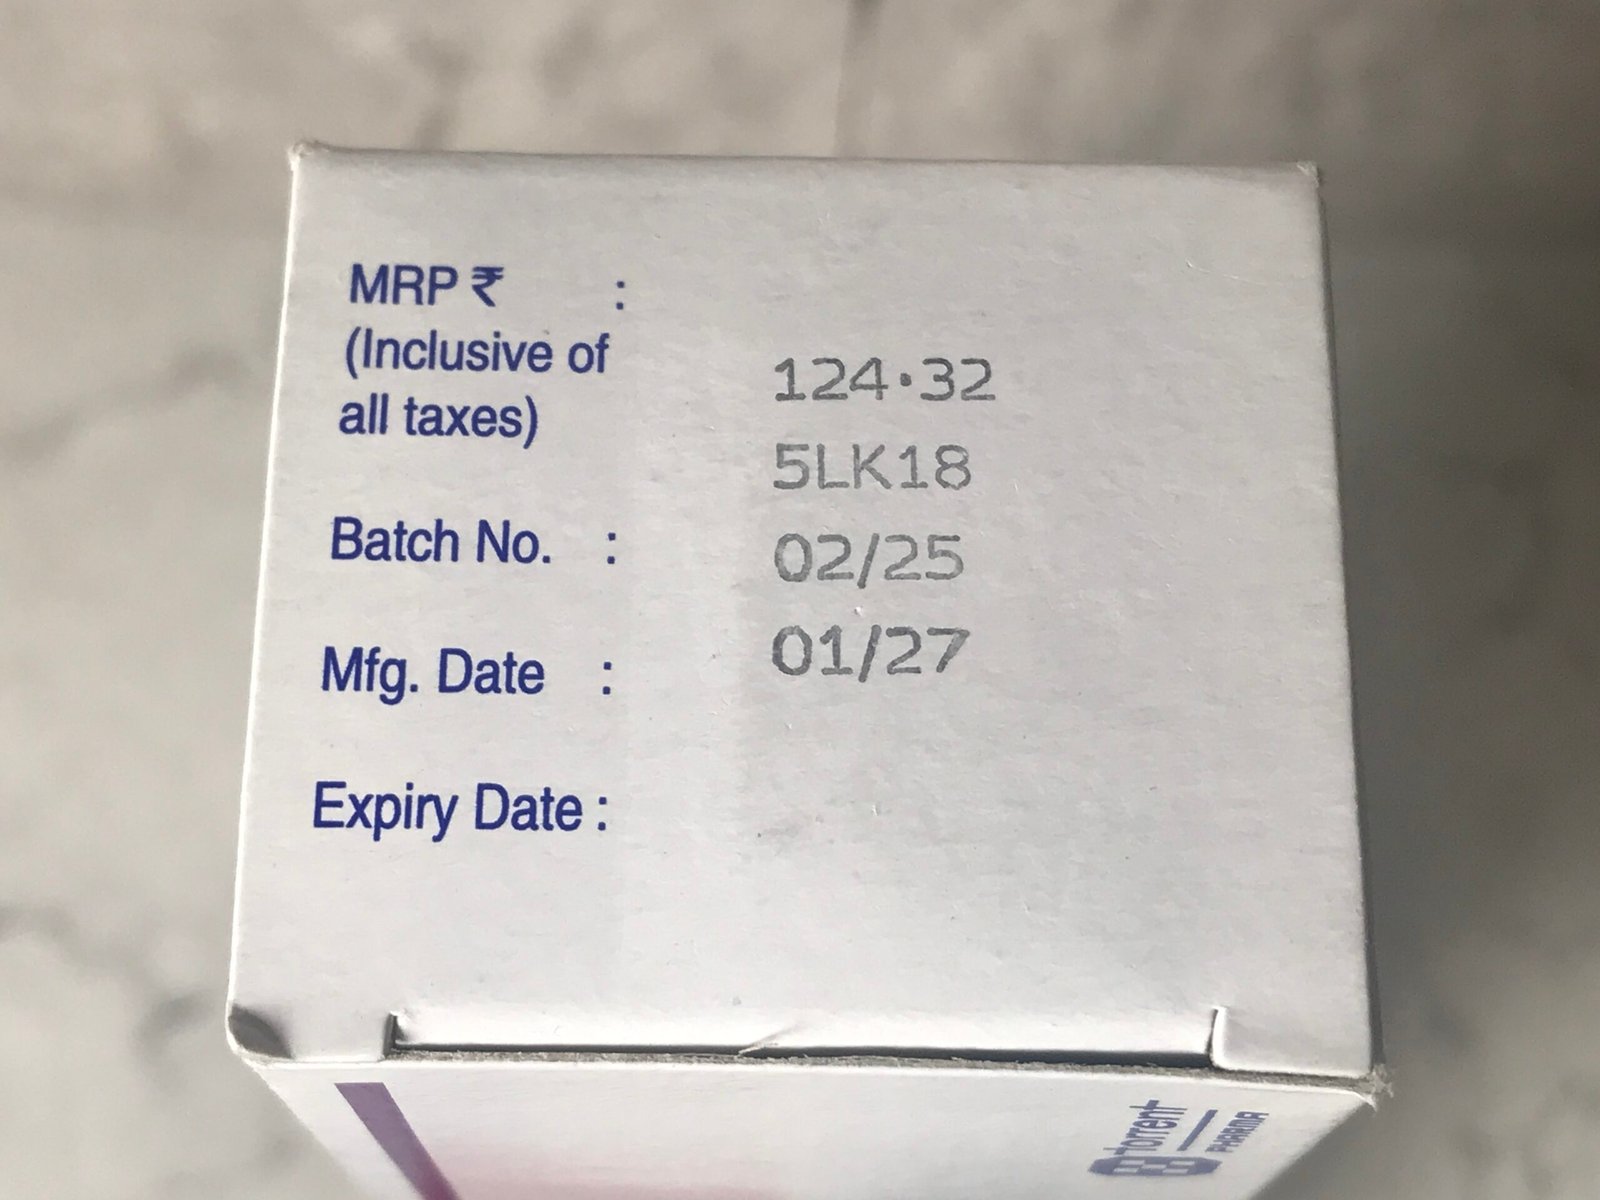 MRP ₹ :
(Inclusive of
all taxes)
Batch No. :
Mfg. Date :
Expiry Date :
124.32
5LK18
02/25
01/27
torrent
PHARMA